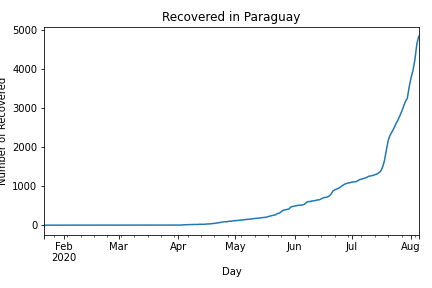 Recovered in Paraguay
5000
4000
3000
2000
1000
0
Number of Recovered
Feb Mar Apr May Jun Jul Aug
2020
Day